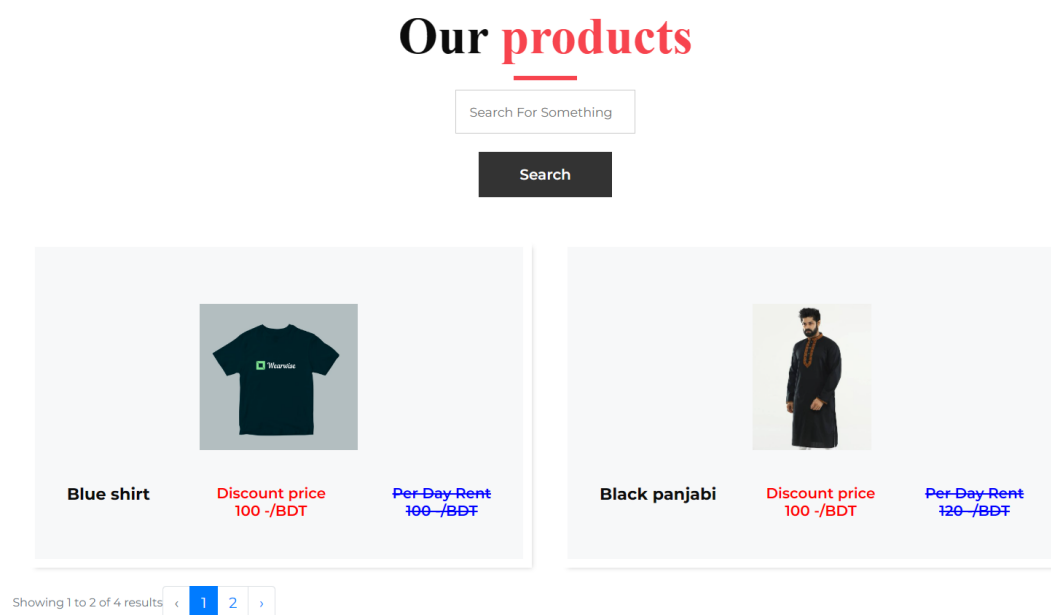 Our products
Search For Something
Search
Wearwise
Blue shirt
Discount price
100 -/BDT
Per Day Rent
100 -/BDT
Black panjabi
Discount price
100 -/BDT
Per Day Rent
120 -/BDT
Showing 1 to 2 of 4 results ‹ 1 2 ›